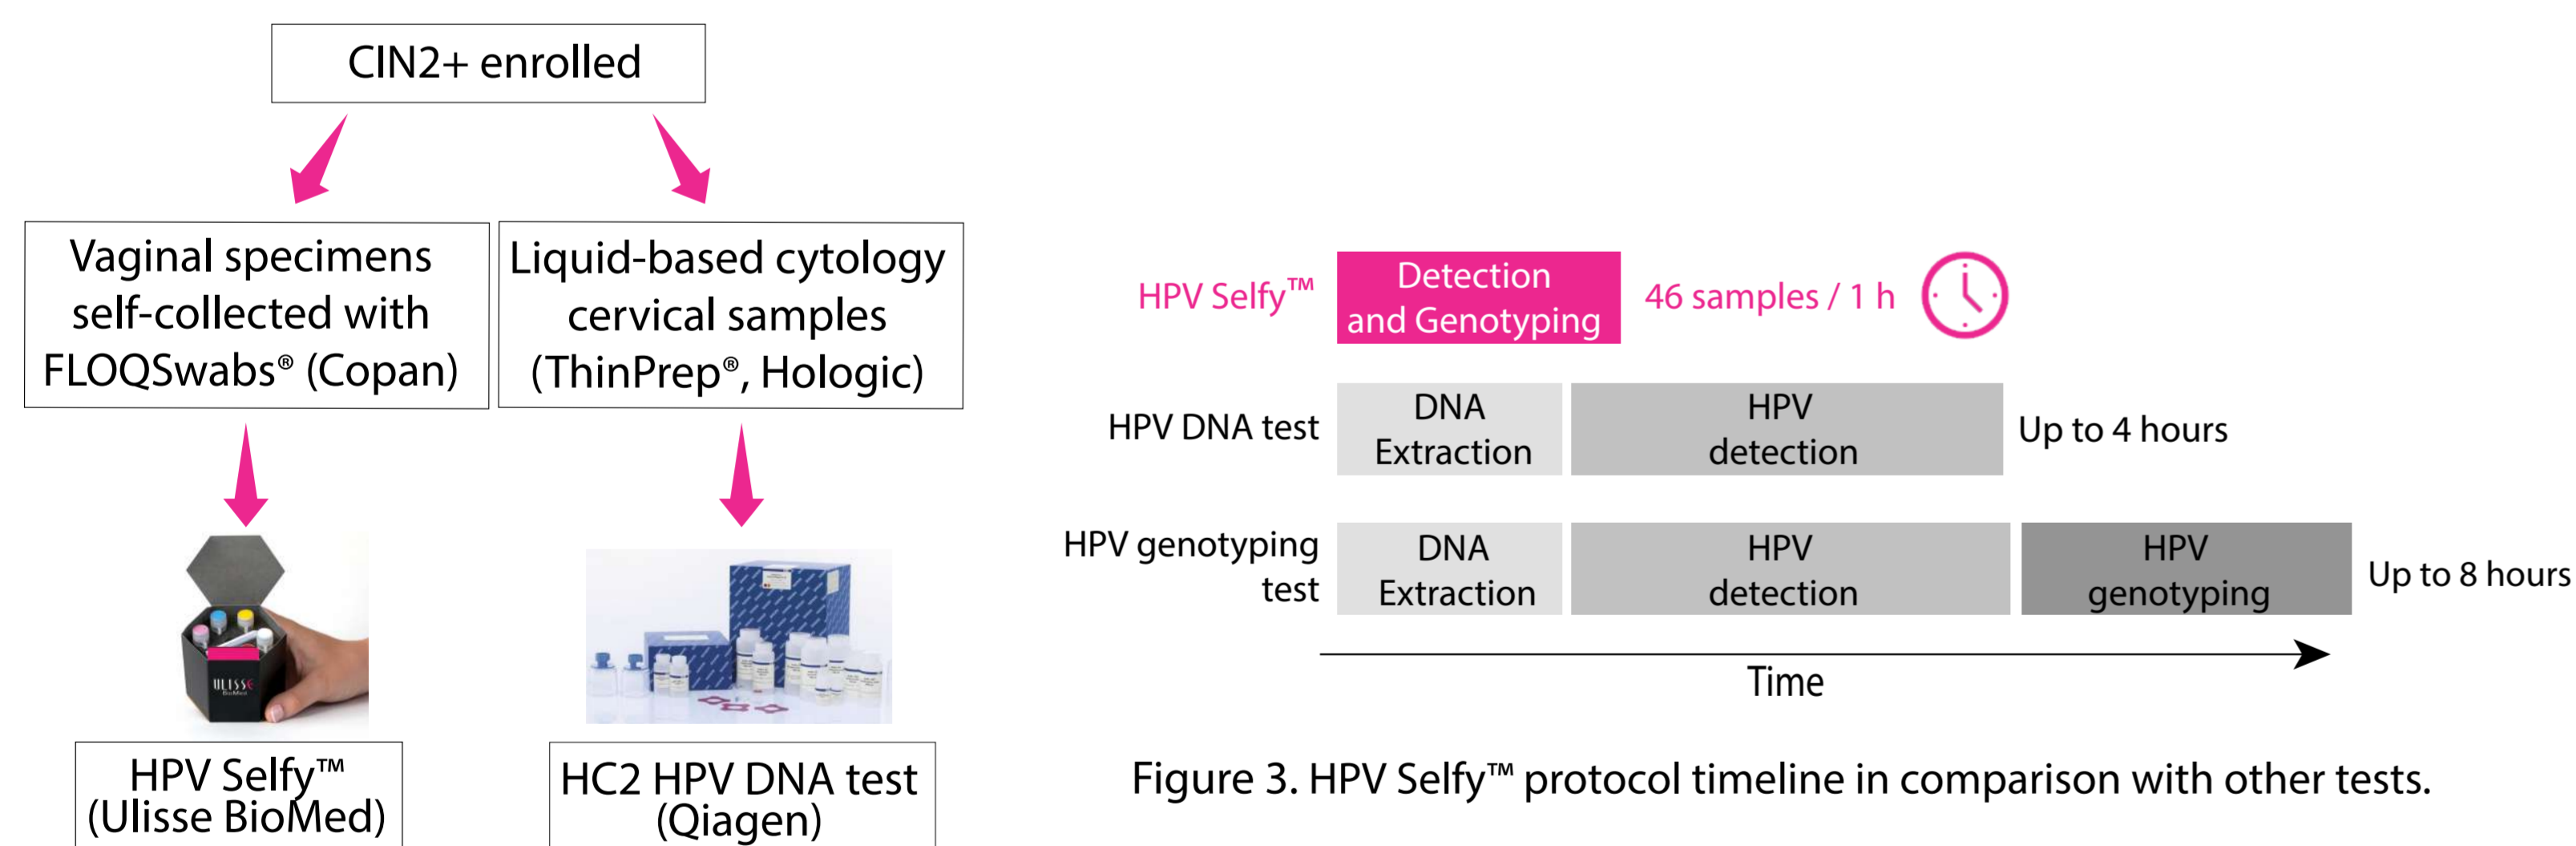 CIN2+ enrolled
Vaginal specimens
self-collected with
FLOQSwabs® (Copan)
Liquid-based cytology
cervical samples
(ThinPrep®, Hologic)
ULISSE
BioMed
HPV Selfy™
(Ulisse BioMed)
HC2 HPV DNA test
(Qiagen)
HPV Selfy™
Detection
and Genotyping
46 samples / 1 h
HPV DNA test
DNA
Extraction
HPV
detection
Up to 4 hours
HPV genotyping
test
DNA
Extraction
HPV
detection
HPV
genotyping
Up to 8 hours
Time
Figure 3. HPV Selfy™ protocol timeline in comparison with other tests.